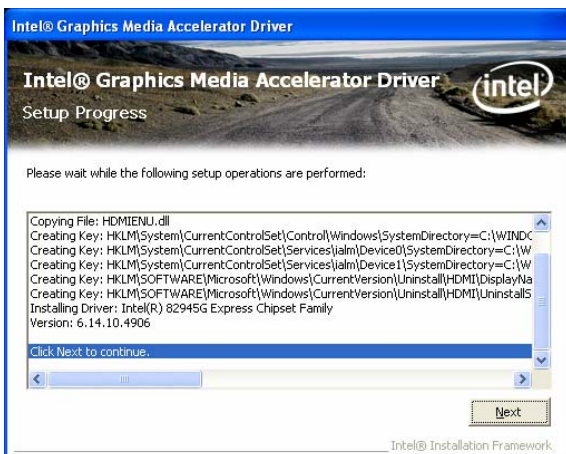 Intel® Graphics Media Accelerator Driver
Intel® Graphics Media Accelerator Driver
intel
Setup Progress
Please wait while the following setup operations are performed:
Copying File: HDMIENU.dll
Creating Key: HKLM\System\CurrentControlSet\Control\Windows\SystemDirectory=C:\WINDO
Creating Key: HKLM\System\CurrentControlSet\Services\ialm\Device0\SystemDirectory=C:\W
Creating Key: HKLM\System\CurrentControlSet\Services\ialm\Device1\SystemDirectory=C:\W
Creating Key: HKLM\SOFTWARE\Microsoft\Windows\CurrentVersion\Uninstall\HDMI\DisplayNa
Creating Key: HKLM\SOFTWARE\Microsoft\Windows\CurrentVersion\Uninstall\HDMI\UninstallS
Installing Driver: Intel(R) 82945G Express Chipset Family
Version: 6.14.10.4906
Click Next to continue.
Next
Intel® Installation Framework